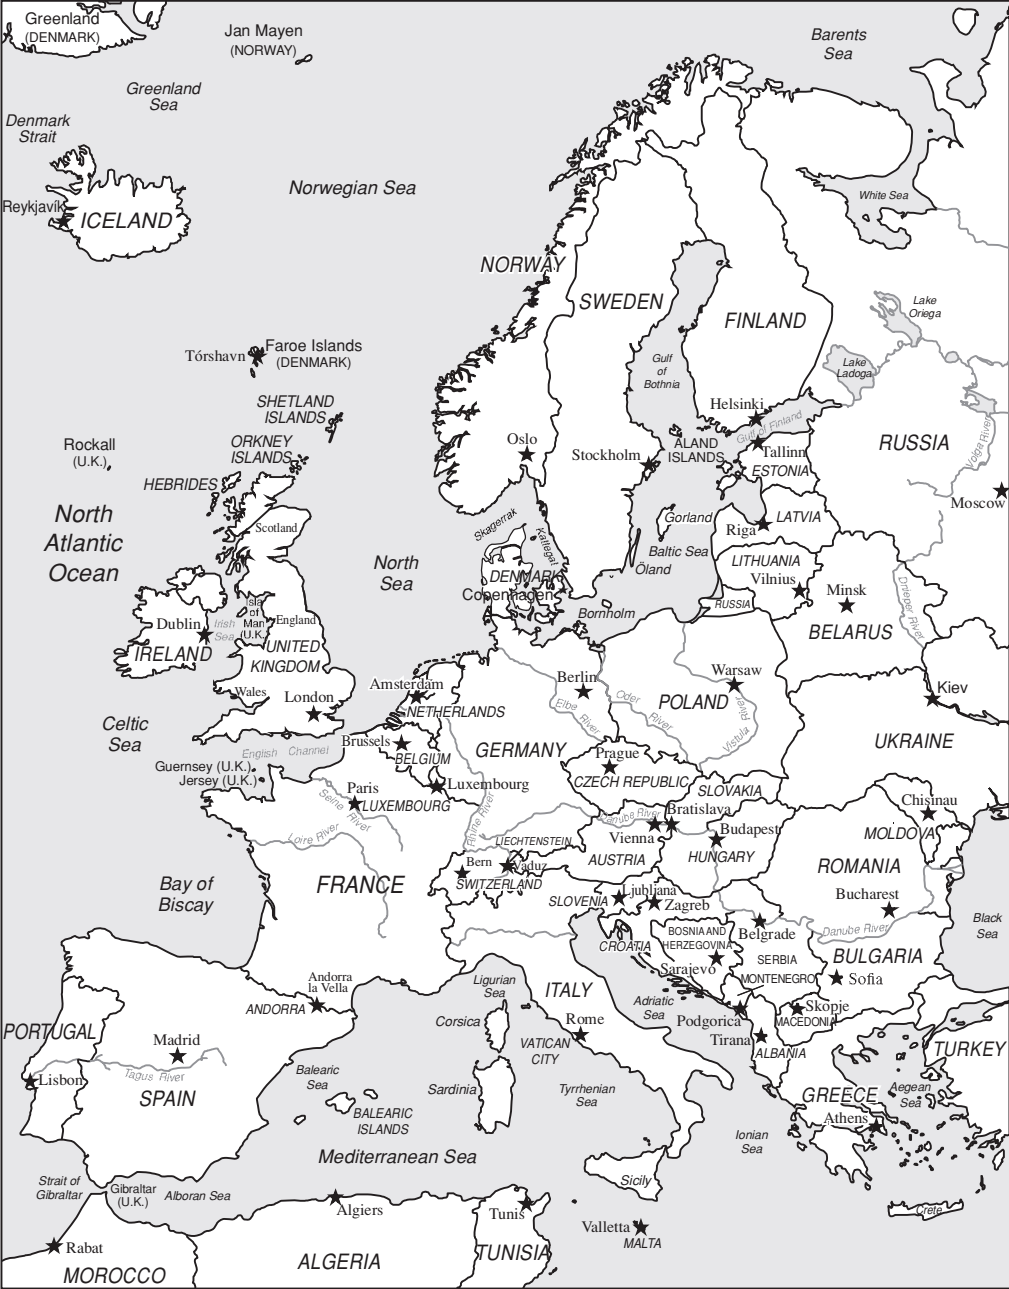 Greenland
(DENMARK)
Jan Mayen
(NORWAY)
Barents
Sea
Greenland
Sea
Denmark
Strait
Norwegian Sea
White Sea
Reykjavík
ICELAND
NORWAY
SWEDEN
FINLAND
Lake
Oriega
Lake
Ladoga
Gulf
of
Bothnia
Tórshavn
Faroe Islands
(DENMARK)
SHETLAND
ISLANDS
ORKNEY
ISLANDS
Rockall
(U.K.)
HEBRIDES
Helsinki
Gulf of Finland
ÅLAND
ISLANDS
Tallinn
ESTONIA
RUSSIA
Volga River
Moscow
Oslo
Stockholm
North
Atlantic
Ocean
Scotland
North
Sea
Skagerrak
Kattegat
Gorland
Riga
LATVIA
Baltic Sea
Öland
LITHUANIA
Vilnius
RUSSIA
Minsk
BELARUS
Dnieper River
DENMARK
Copenhagen
Bornholm
Dublin
IRELAND
Irish
Sea
Isla
of
Man
(U.K.)
England
UNITED
KINGDOM
Wales
London
Amsterdam
NETHERLANDS
Berlin
Elbe
River
Oder
River
Warsaw
POLAND
Vistula
River
Kiev
UKRAINE
Celtic
Sea
English Channel
Guernsey (U.K.)
Jersey (U.K.)
Brussels
BELGIUM
GERMANY
Prague
CZECH REPUBLIC
SLOVAKIA
Luxembourg
LUXEMBOURG
Paris
Seine River
Loire River
Rhine River
Danube River
Bratislava
Vienna
Budapest
HUNGARY
AUSTRIA
LIECHTENSTEIN
Vaduz
Bern
SWITZERLAND
Chisinau
MOLDOVA
ROMANIA
Bucharest
FRANCE
Bay of
Biscay
SLOVENIA
Ljubljana
Zagreb
CROATIA
BOSNIA AND
HERZEGOVINA
Sarajevo
Belgrade
SERBIA
MONTENEGRO
Danube River
BULGARIA
Sofia
Black
Sea
Andorra
la Vella
ANDORRA
Ligurian
Sea
ITALY
Adriatic
Sea
Podgorica
Skopje
MACEDONIA
Tirana
ALBANIA
PORTUGAL
Lisbon
Madrid
Tagus River
SPAIN
Corsica
Rome
VATICAN
CITY
Balearic
Sea
BALEARIC
ISLANDS
Sardinia
Tyrrhenian
Sea
GREECE
Athens
Aegean
Sea
TURKEY
Ionian
Sea
Mediterranean Sea
Sicily
Crete
Strait of
Gibraltar
Gibraltar
(U.K.)
Alboran Sea
Algiers
Tunis
Valletta
MALTA
Rabat
MOROCCO
ALGERIA
TUNISIA